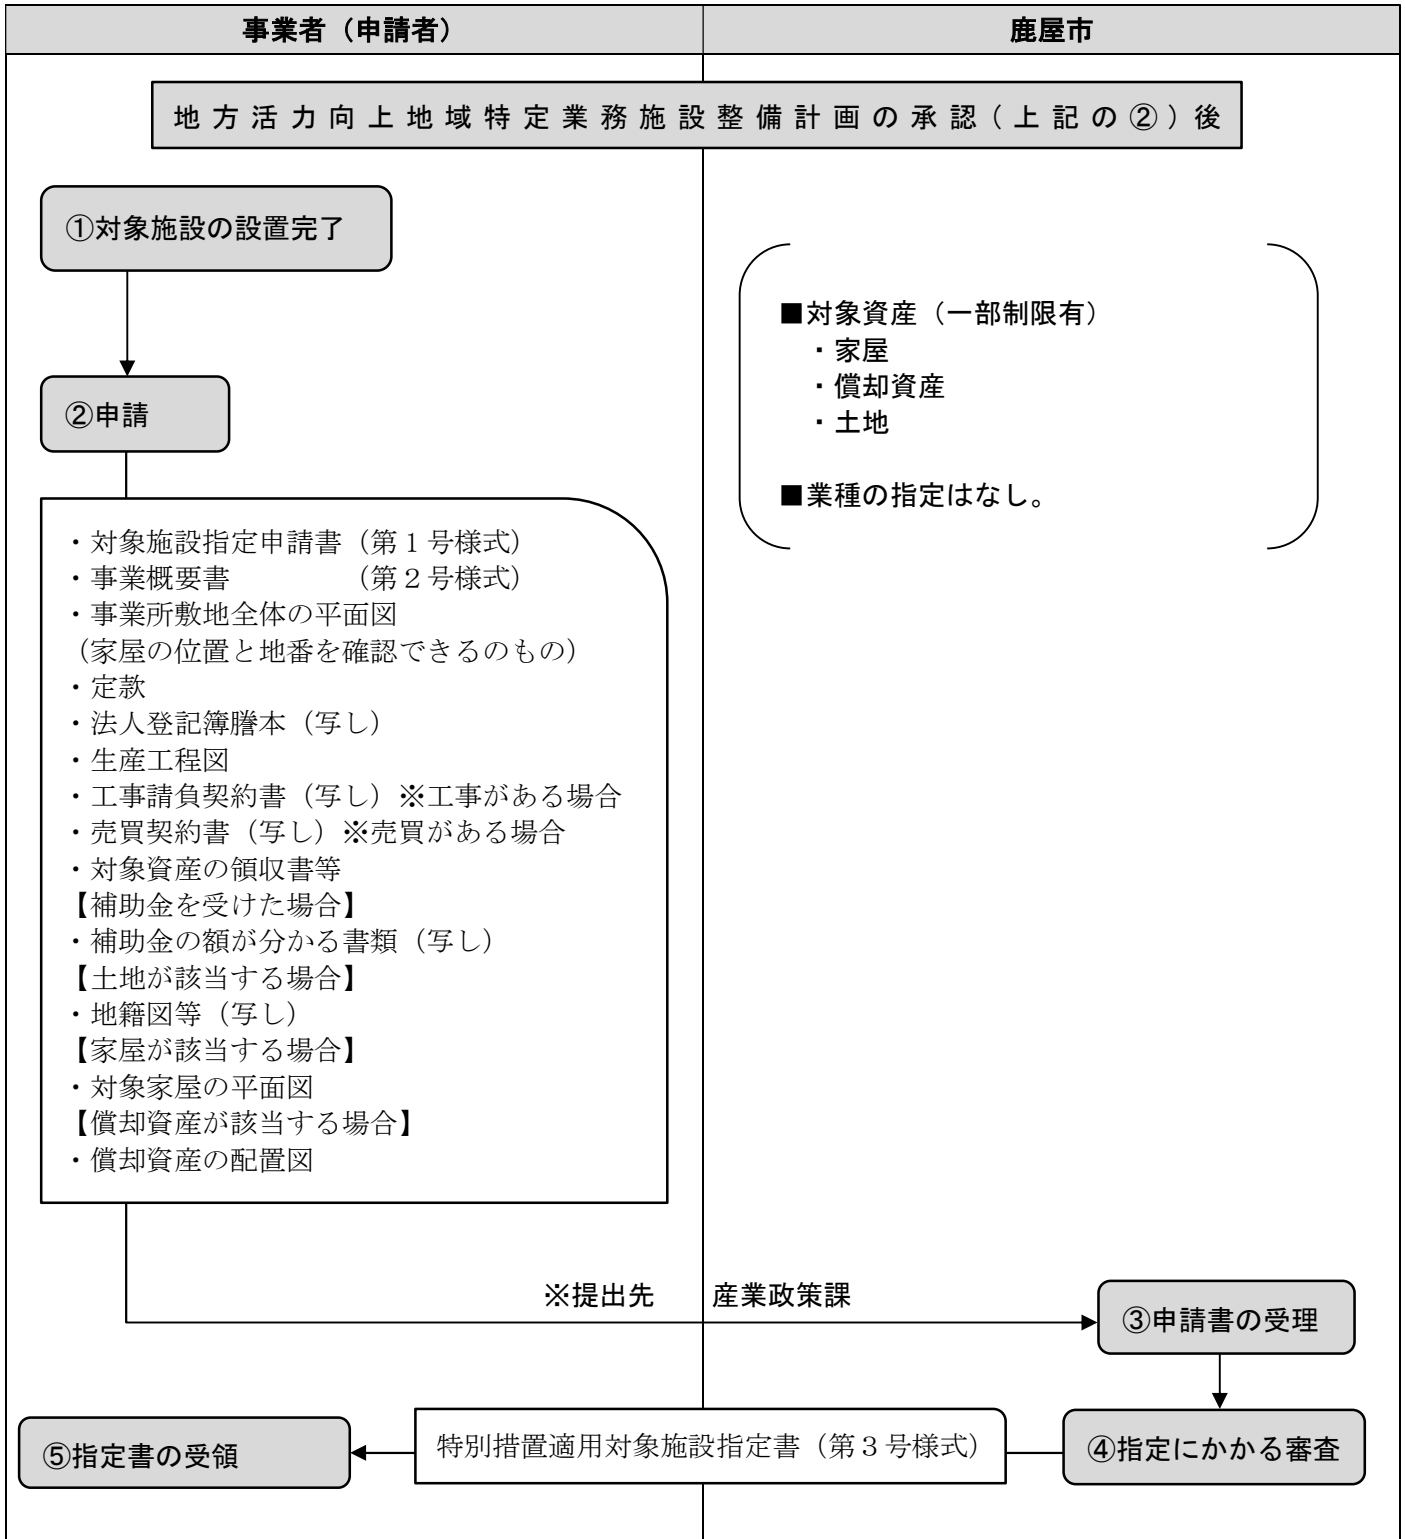 事業者（申請者）
鹿屋市
地方活力向上地域特定業務施設整備計画の承認（上記の②）後
①対象施設の設置完了
②申請
・対象施設指定申請書（第１号様式）
・事業概要書　　　　（第２号様式）
・事業所敷地全体の平面図
（家屋の位置と地番を確認できるのもの）
・定款
・法人登記簿謄本（写し）
・生産工程図
・工事請負契約書（写し）※工事がある場合
・売買契約書（写し）※売買がある場合
・対象資産の領収書等
【補助金を受けた場合】
・補助金の額が分かる書類（写し）
【土地が該当する場合】
・地籍図等（写し）
【家屋が該当する場合】
・対象家屋の平面図
【償却資産が該当する場合】
・償却資産の配置図
■対象資産（一部制限有）
・家屋
・償却資産
・土地
■業種の指定はなし。
※提出先　産業政策課
③申請書の受理
④指定にかかる審査
特別措置適用対象施設指定書（第３号様式）
⑤指定書の受領